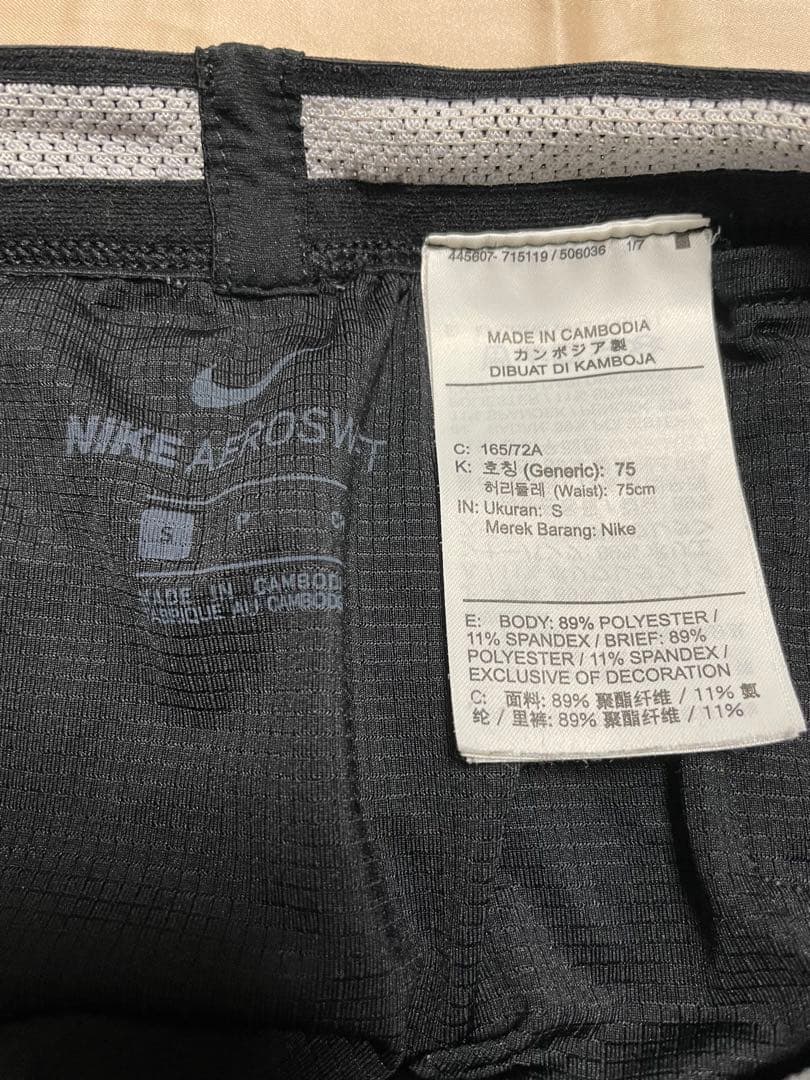 NIKE AEROSWIFT
S P
MADE IN CAMBODIA
FABRIQUE AU CAMBODGE
445607- 715119 / 506036 1/7
MADE IN CAMBODIA
カンボジア製
DIBUAT DI KAMBOJA
C: 165/72A
K: 호칭 (Generic): 75
허리둘레 (Waist): 75cm
IN: Ukuran: S
Merek Barang: Nike
E: BODY: 89% POLYESTER /
11% SPANDEX / BRIEF: 89%
POLYESTER / 11% SPANDEX /
EXCLUSIVE OF DECORATION
C: 面料: 89% 聚酯纤维 / 11% 氨
纶 / 里裤: 89% 聚酯纤维 / 11%